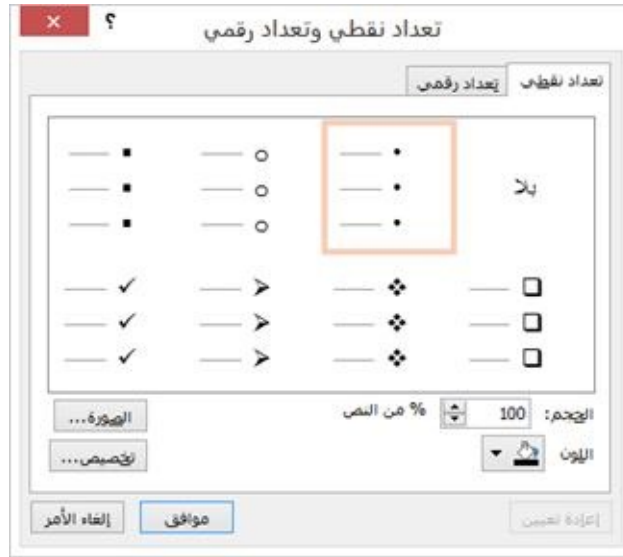 تعداد نقطي وتعداد رقمي ؟
تعداد نقطي تعداد رقمي
بلا
الحجم: 100 % من النص
الصورة...
اللون
تخصيص...
إعادة تعيين
موافق
إلغاء الأمر